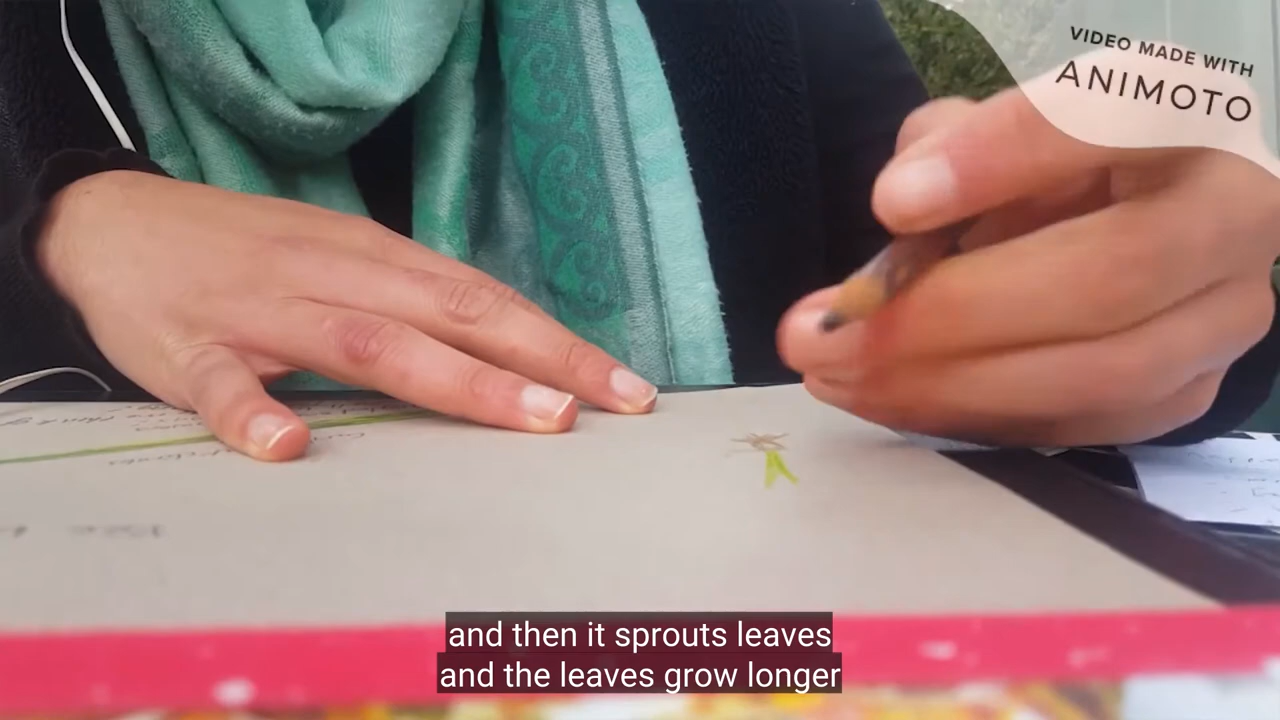 VIDEO MADE WITH
ANIMOTO
and then it sprouts leaves
and the leaves grow longer